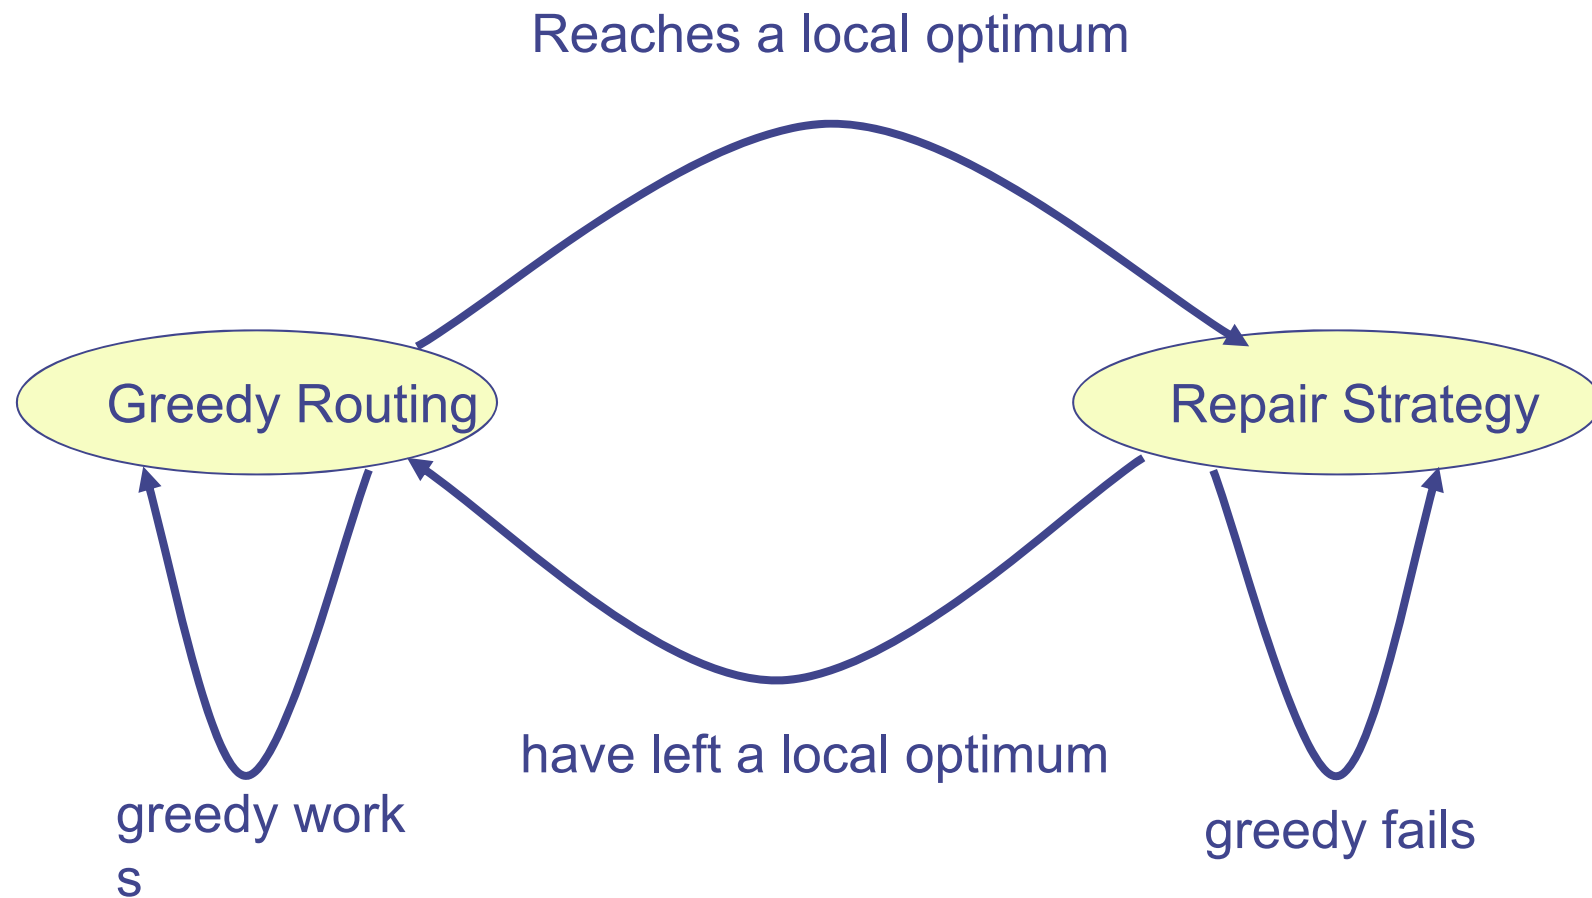 Reaches a local optimum
Greedy Routing
Repair Strategy
have left a local optimum
greedy work
s
greedy fails